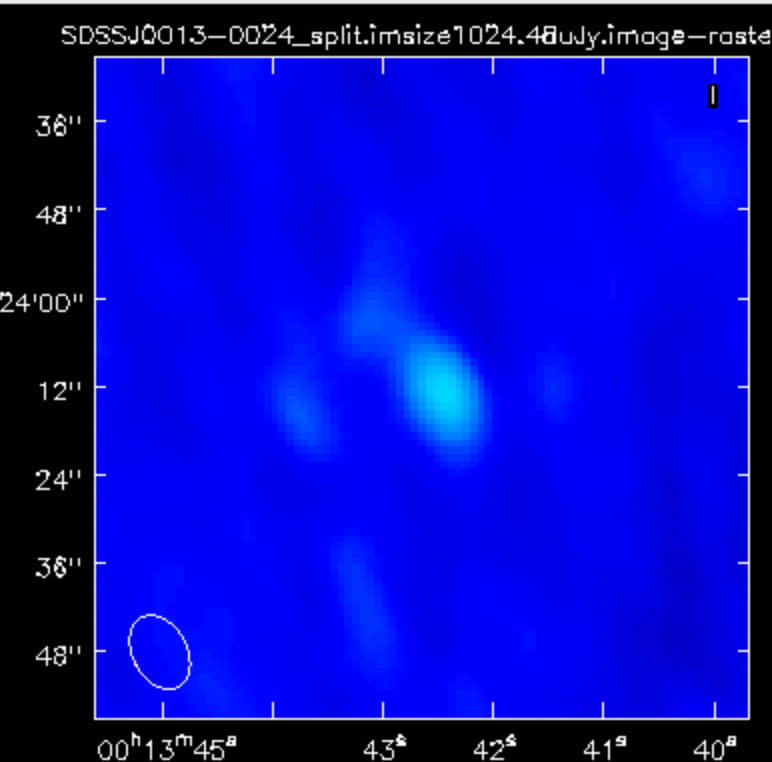 SDSSJ0013-0024_split.imsize1024.48uJy.image-raste
I
36"
48"
24'00"
12"
24"
36"
48"
00ʰ13ᵐ45ˢ 43ˢ 42ˢ 41ˢ 40ˢ